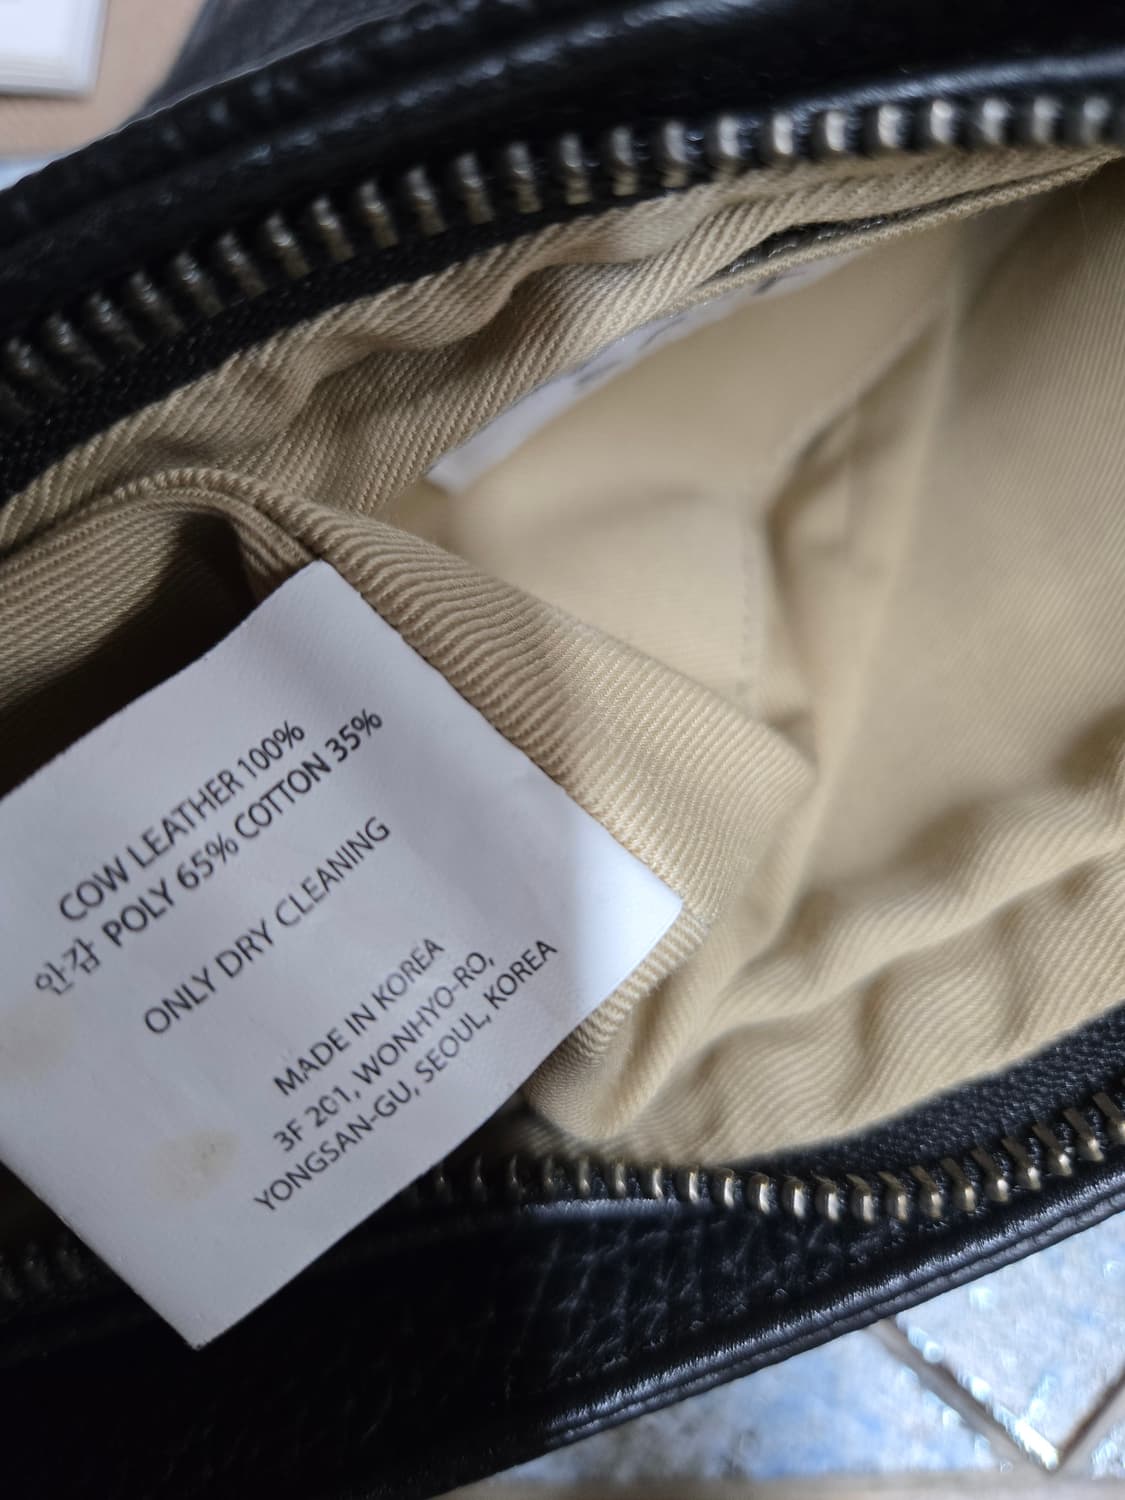 COW LEATHER 100%
안감 POLY 65% COTTON 35%
ONLY DRY CLEANING
MADE IN KOREA
3F 201, WONHYO-RO,
YONGSAN-GU, SEOUL, KOREA